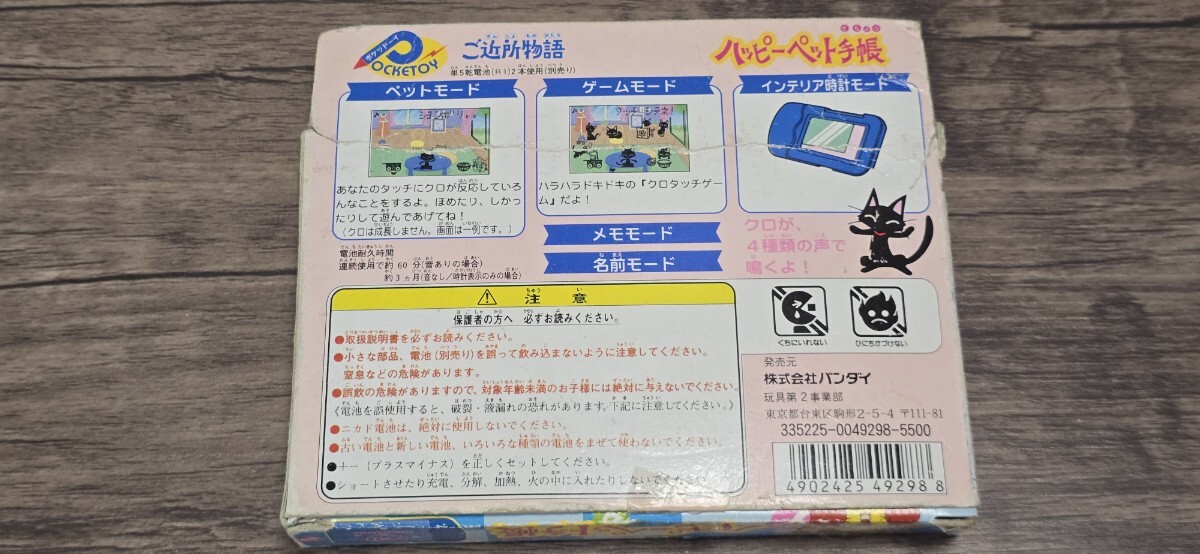 ポケットーイ
POCKETOY
ご近所物語
単5乾電池(R1)2本使用(別売り)
ハッピーペット手帳
ペットモード
ゲームモード
インテリア時計モード
あなたのタッチにクロが反応していろ
んなことをするよ。ほめたり、しかっ
たりして遊んであげてね!
(クロは成長しません。画面は一例です。)
ハラハラドキドキの『クロタッチゲー
ム』だよ!
メモモード
名前モード
クロが、
4種類の声で
鳴くよ!
電池耐久時間
連続使用で約60分(音ありの場合)
約3ヵ月(音なし/時計表示のみの場合)
注意
保護者の方へ 必ずお読みください。
●取扱説明書を必ずお読みください。
●小さな部品、電池(別売り)を誤って飲み込まないように注意してください。
窒息などの危険があります。
●誤飲の危険がありますので、対象年齢未満のお子様には絶対に与えないでください。
《電池を誤使用すると、破裂・液漏れの恐れがあります。下記に注意してください。》
●ニカド電池は、絶対に使用しないでください。
●古い電池と新しい電池、いろいろな種類の電池をまぜて使わないでください。
●+-(プラスマイナス)を正しくセットしてください。
●ショートさせたり充電、分解、加熱、火の中に入れたりしないでください。
くちにいれない
ひにちかづけない
発売元
株式会社バンダイ
玩具第2事業部
東京都台東区駒形2-5-4 〒111-81
335225-0049298-5500
4902425492988